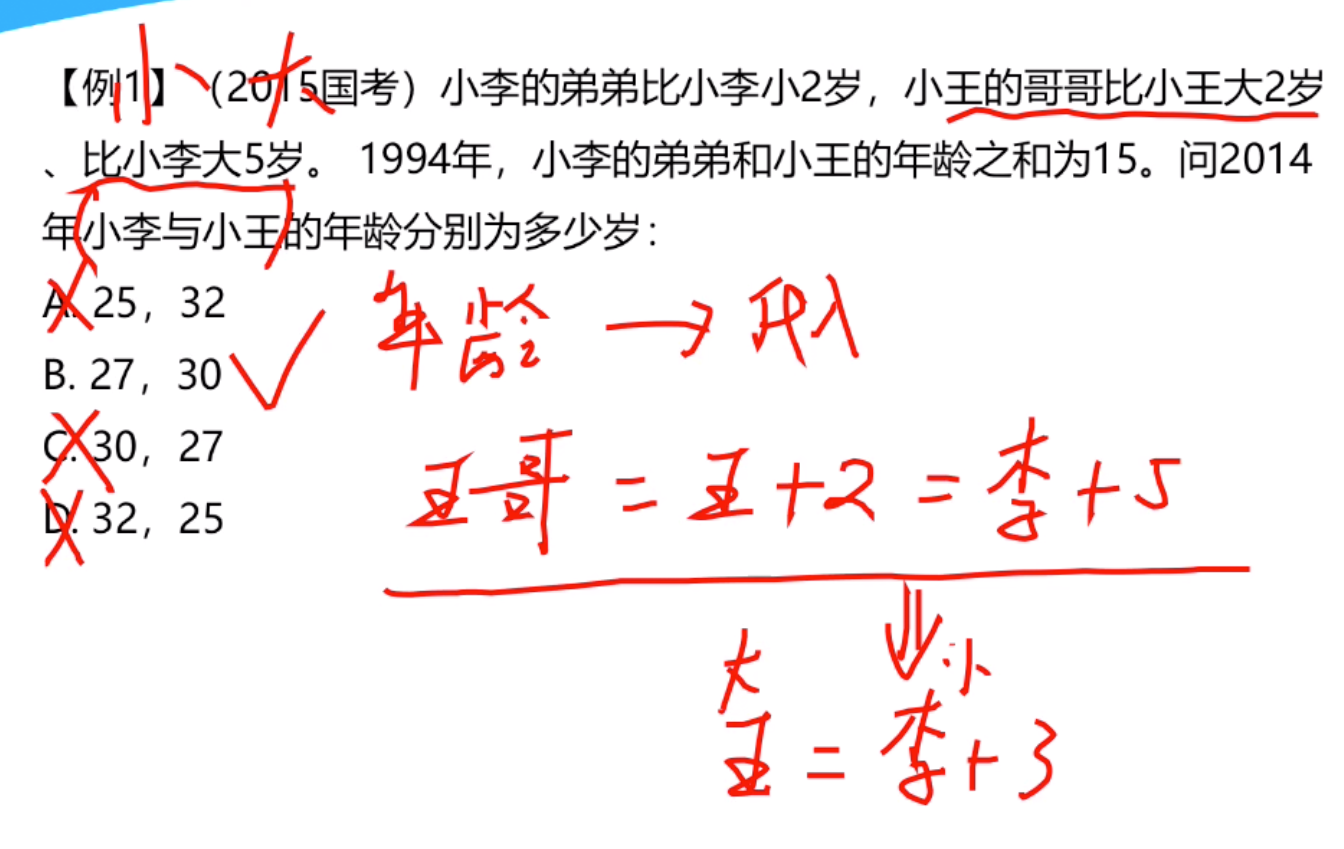 小 大
【例1】（2015国考）小李的弟弟比小李小2岁，小王的哥哥比小王大2岁
、比小李大5岁。 1994年，小李的弟弟和小王的年龄之和为15。问2014
年小李与小王的年龄分别为多少岁：
A. 25，32
B. 27，30
C. 30，27
D. 32，25
年龄 → 代入
王哥 = 王+2 = 李+5
大 小
王 = 李+3